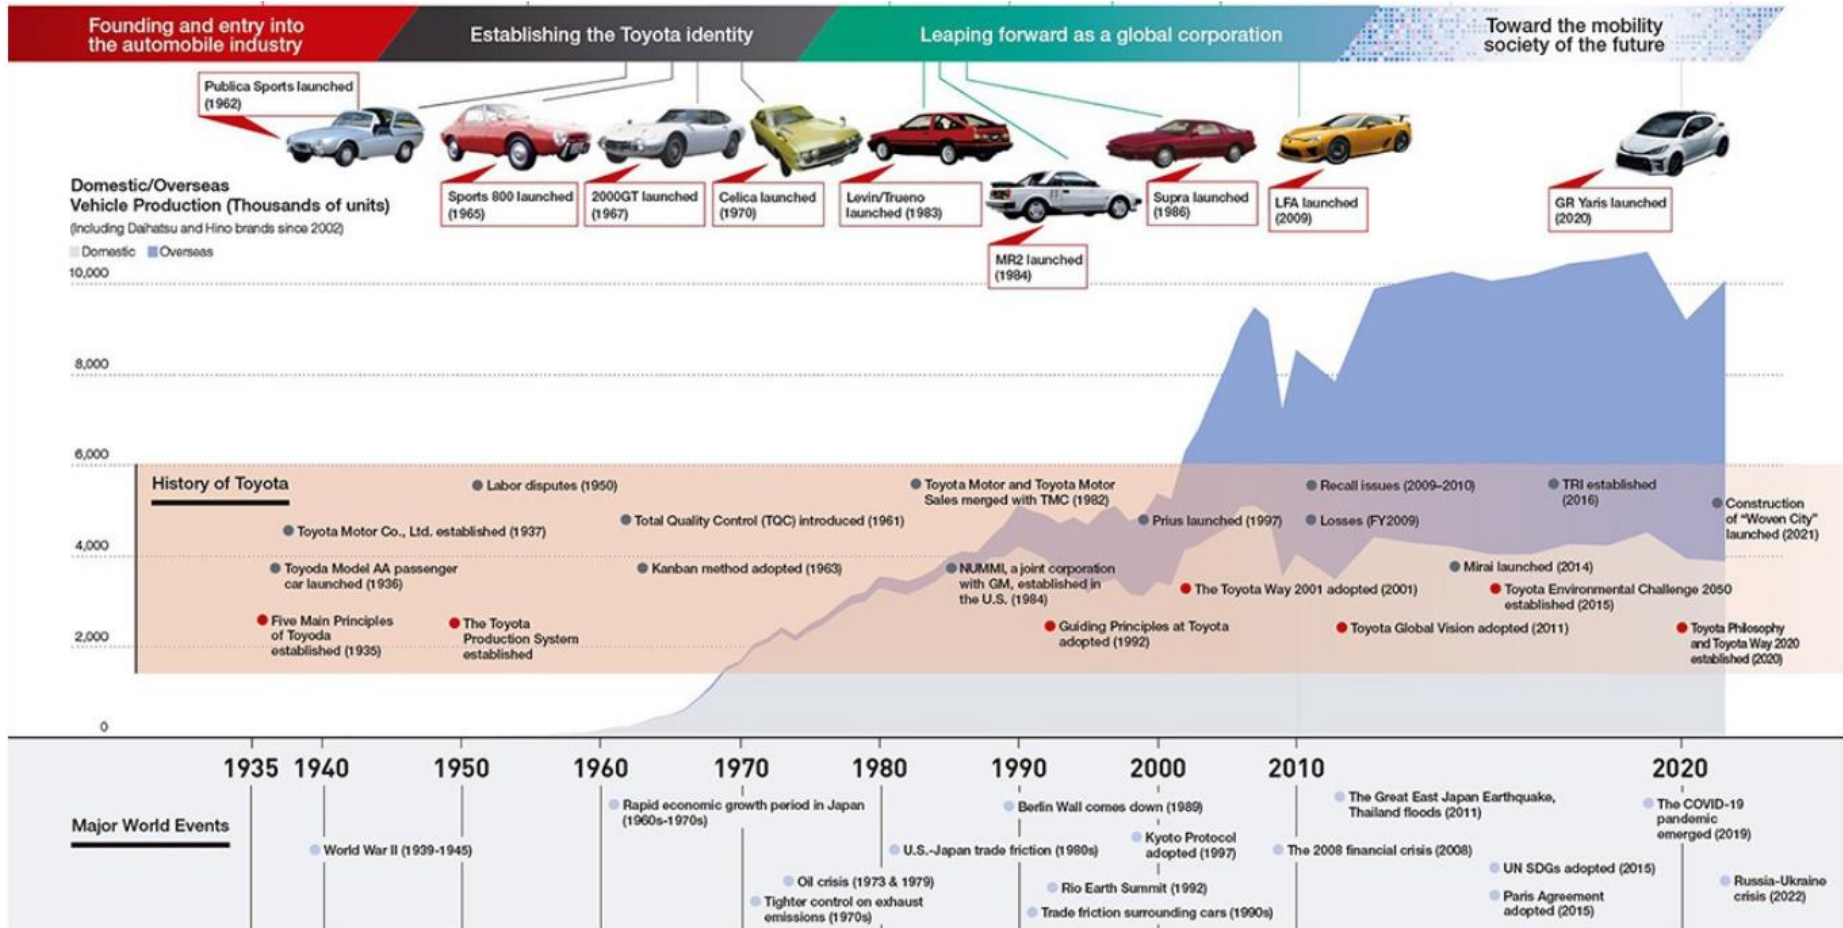 Founding and entry into
the automobile industry
Establishing the Toyota identity
Leaping forward as a global corporation
Toward the mobility
society of the future
Publica Sports launched
(1962)
Sports 800 launched
(1965)
2000GT launched
(1967)
Celica launched
(1970)
Levin/Trueno
launched (1983)
MR2 launched
(1984)
Supra launched
(1986)
LFA launched
(2009)
GR Yaris launched
(2020)
Domestic/Overseas
Vehicle Production (Thousands of units)
(Including Daihatsu and Hino brands since 2002)
Domestic
Overseas
10,000
8,000
6,000
4,000
2,000
0
History of Toyota
Labor disputes (1950)
Toyota Motor Co., Ltd. established (1937)
Toyoda Model AA passenger
car launched (1936)
Five Main Principles
of Toyoda
established (1935)
The Toyota
Production System
established
Total Quality Control (TQC) introduced (1961)
Kanban method adopted (1963)
Toyota Motor and Toyota Motor
Sales merged with TMC (1982)
NUMMI, a joint corporation
with GM, established in
the U.S. (1984)
Guiding Principles at Toyota
adopted (1992)
Prius launched (1997)
The Toyota Way 2001 adopted (2001)
Recall issues (2009–2010)
Losses (FY2009)
Toyota Global Vision adopted (2011)
Mirai launched (2014)
TRI established
(2016)
Toyota Environmental Challenge 2050
established (2015)
Construction
of “Woven City”
launched (2021)
Toyota Philosophy
and Toyota Way 2020
established (2020)
1935
1940
1950
1960
1970
1980
1990
2000
2010
2020
Major World Events
World War II (1939-1945)
Rapid economic growth period in Japan
(1960s-1970s)
Oil crisis (1973 & 1979)
Tighter control on exhaust
emissions (1970s)
U.S.-Japan trade friction (1980s)
Berlin Wall comes down (1989)
Kyoto Protocol
adopted (1997)
Rio Earth Summit (1992)
Trade friction surrounding cars (1990s)
The 2008 financial crisis (2008)
The Great East Japan Earthquake,
Thailand floods (2011)
UN SDGs adopted (2015)
Paris Agreement
adopted (2015)
The COVID-19
pandemic
emerged (2019)
Russia-Ukraine
crisis (2022)